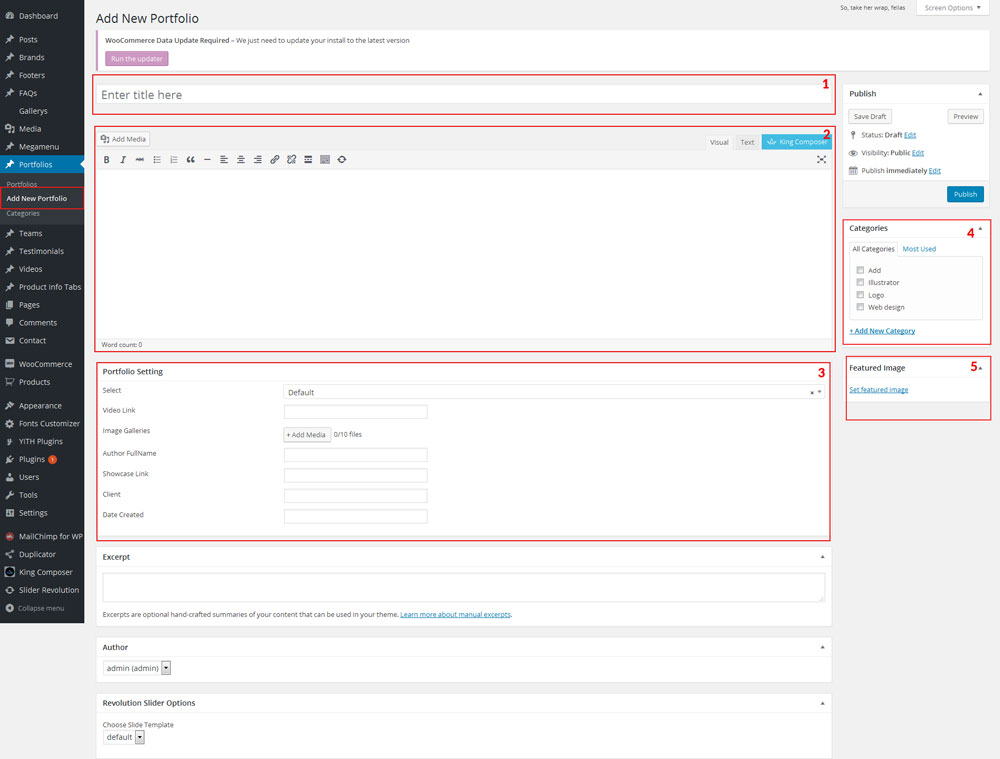 Dashboard
Posts
Brands
Footers
FAQs
Gallerys
Media
Megamenu
Portfolios
Portfolios
Add New Portfolio
Categories
Teams
Testimonials
Videos
Product Info Tabs
Pages
Comments
Contact
WooCommerce
Products
Appearance
Fonts Customizer
YITH Plugins
Plugins 1
Users
Tools
Settings
MailChimp for WP
Duplicator
King Composer
Slider Revolution
Collapse menu
So, take her wrap, fellas
Screen Options
Add New Portfolio
WooCommerce Data Update Required – We just need to update your install to the latest version
Run the updater
Enter title here
1
Add Media
Visual
Text
King Composer
2
B I ABC
Word count: 0
Portfolio Setting
3
Select
Default
Video Link
Image Galleries
+ Add Media
0/10 files
Author FullName
Showcase Link
Client
Date Created
Excerpt
Excerpts are optional hand-crafted summaries of your content that can be used in your theme. Learn more about manual excerpts.
Author
admin (admin)
Revolution Slider Options
Choose Slide Template
default
Publish
Save Draft
Preview
Status: Draft Edit
Visibility: Public Edit
Publish immediately Edit
Publish
Categories
4
All Categories
Most Used
Add
Illustrator
Logo
Web design
+ Add New Category
Featured Image
5
Set featured image